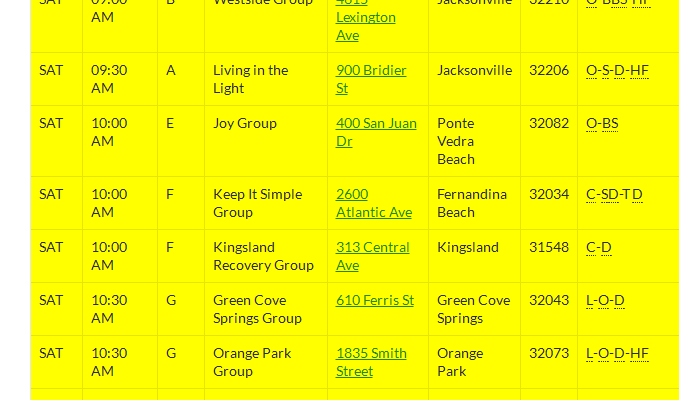 SAT 09:00 B Westside Group 4615 Jacksonville 32210 O-BBS-HF
AM Lexington
Ave
SAT 09:30 A Living in the 900 Bridier Jacksonville 32206 O-S-D-HF
AM Light St
SAT 10:00 E Joy Group 400 San Juan Ponte 32082 O-BS
AM Dr Vedra
Beach
SAT 10:00 F Keep It Simple 2600 Fernandina 32034 C-SD-TD
AM Group Atlantic Ave Beach
SAT 10:00 F Kingsland 313 Central Kingsland 31548 C-D
AM Recovery Group Ave
SAT 10:30 G Green Cove 610 Ferris St Green Cove 32043 L-O-D
AM Springs Group Springs
SAT 10:30 G Orange Park 1835 Smith Orange 32073 L-O-D-HF
AM Group Street Park